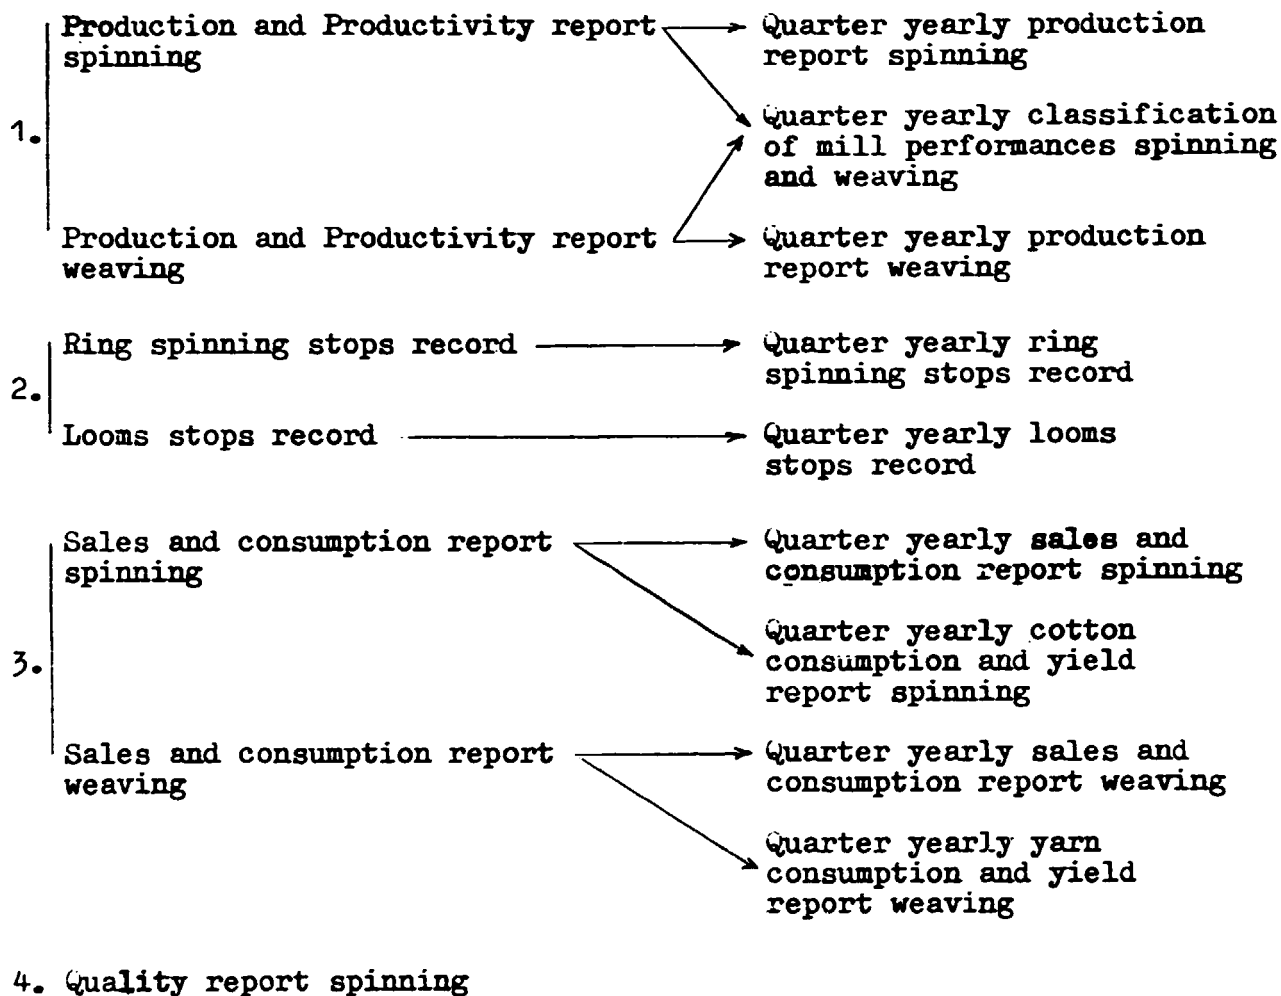 1.
Production and Productivity report
spinning
Quarter yearly production
report spinning
Quarter yearly classification
of mill performances spinning
and weaving
Production and Productivity report
weaving
Quarter yearly production
report weaving
2.
Ring spinning stops record
Quarter yearly ring
spinning stops record
Looms stops record
Quarter yearly looms
stops record
3.
Sales and consumption report
spinning
Quarter yearly sales and
consumption report spinning
Quarter yearly cotton
consumption and yield
report spinning
Sales and consumption report
weaving
Quarter yearly sales and
consumption report weaving
Quarter yearly yarn
consumption and yield
report weaving
4. Quality report spinning